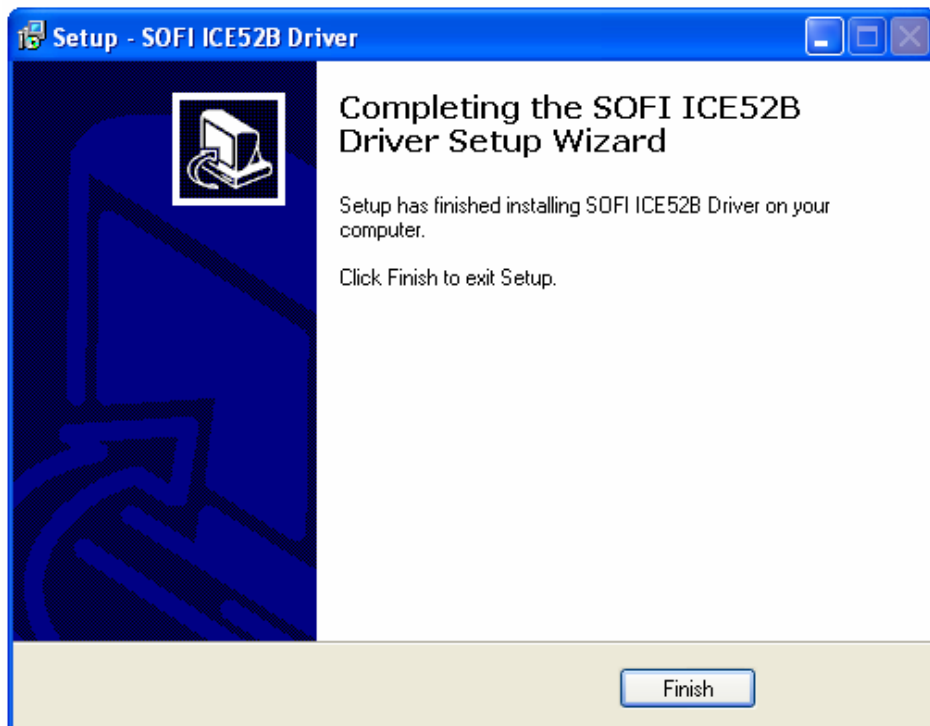 Setup - SOFI ICE52B Driver
Completing the SOFI ICE52B
Driver Setup Wizard
Setup has finished installing SOFI ICE52B Driver on your
computer.
Click Finish to exit Setup.
Finish